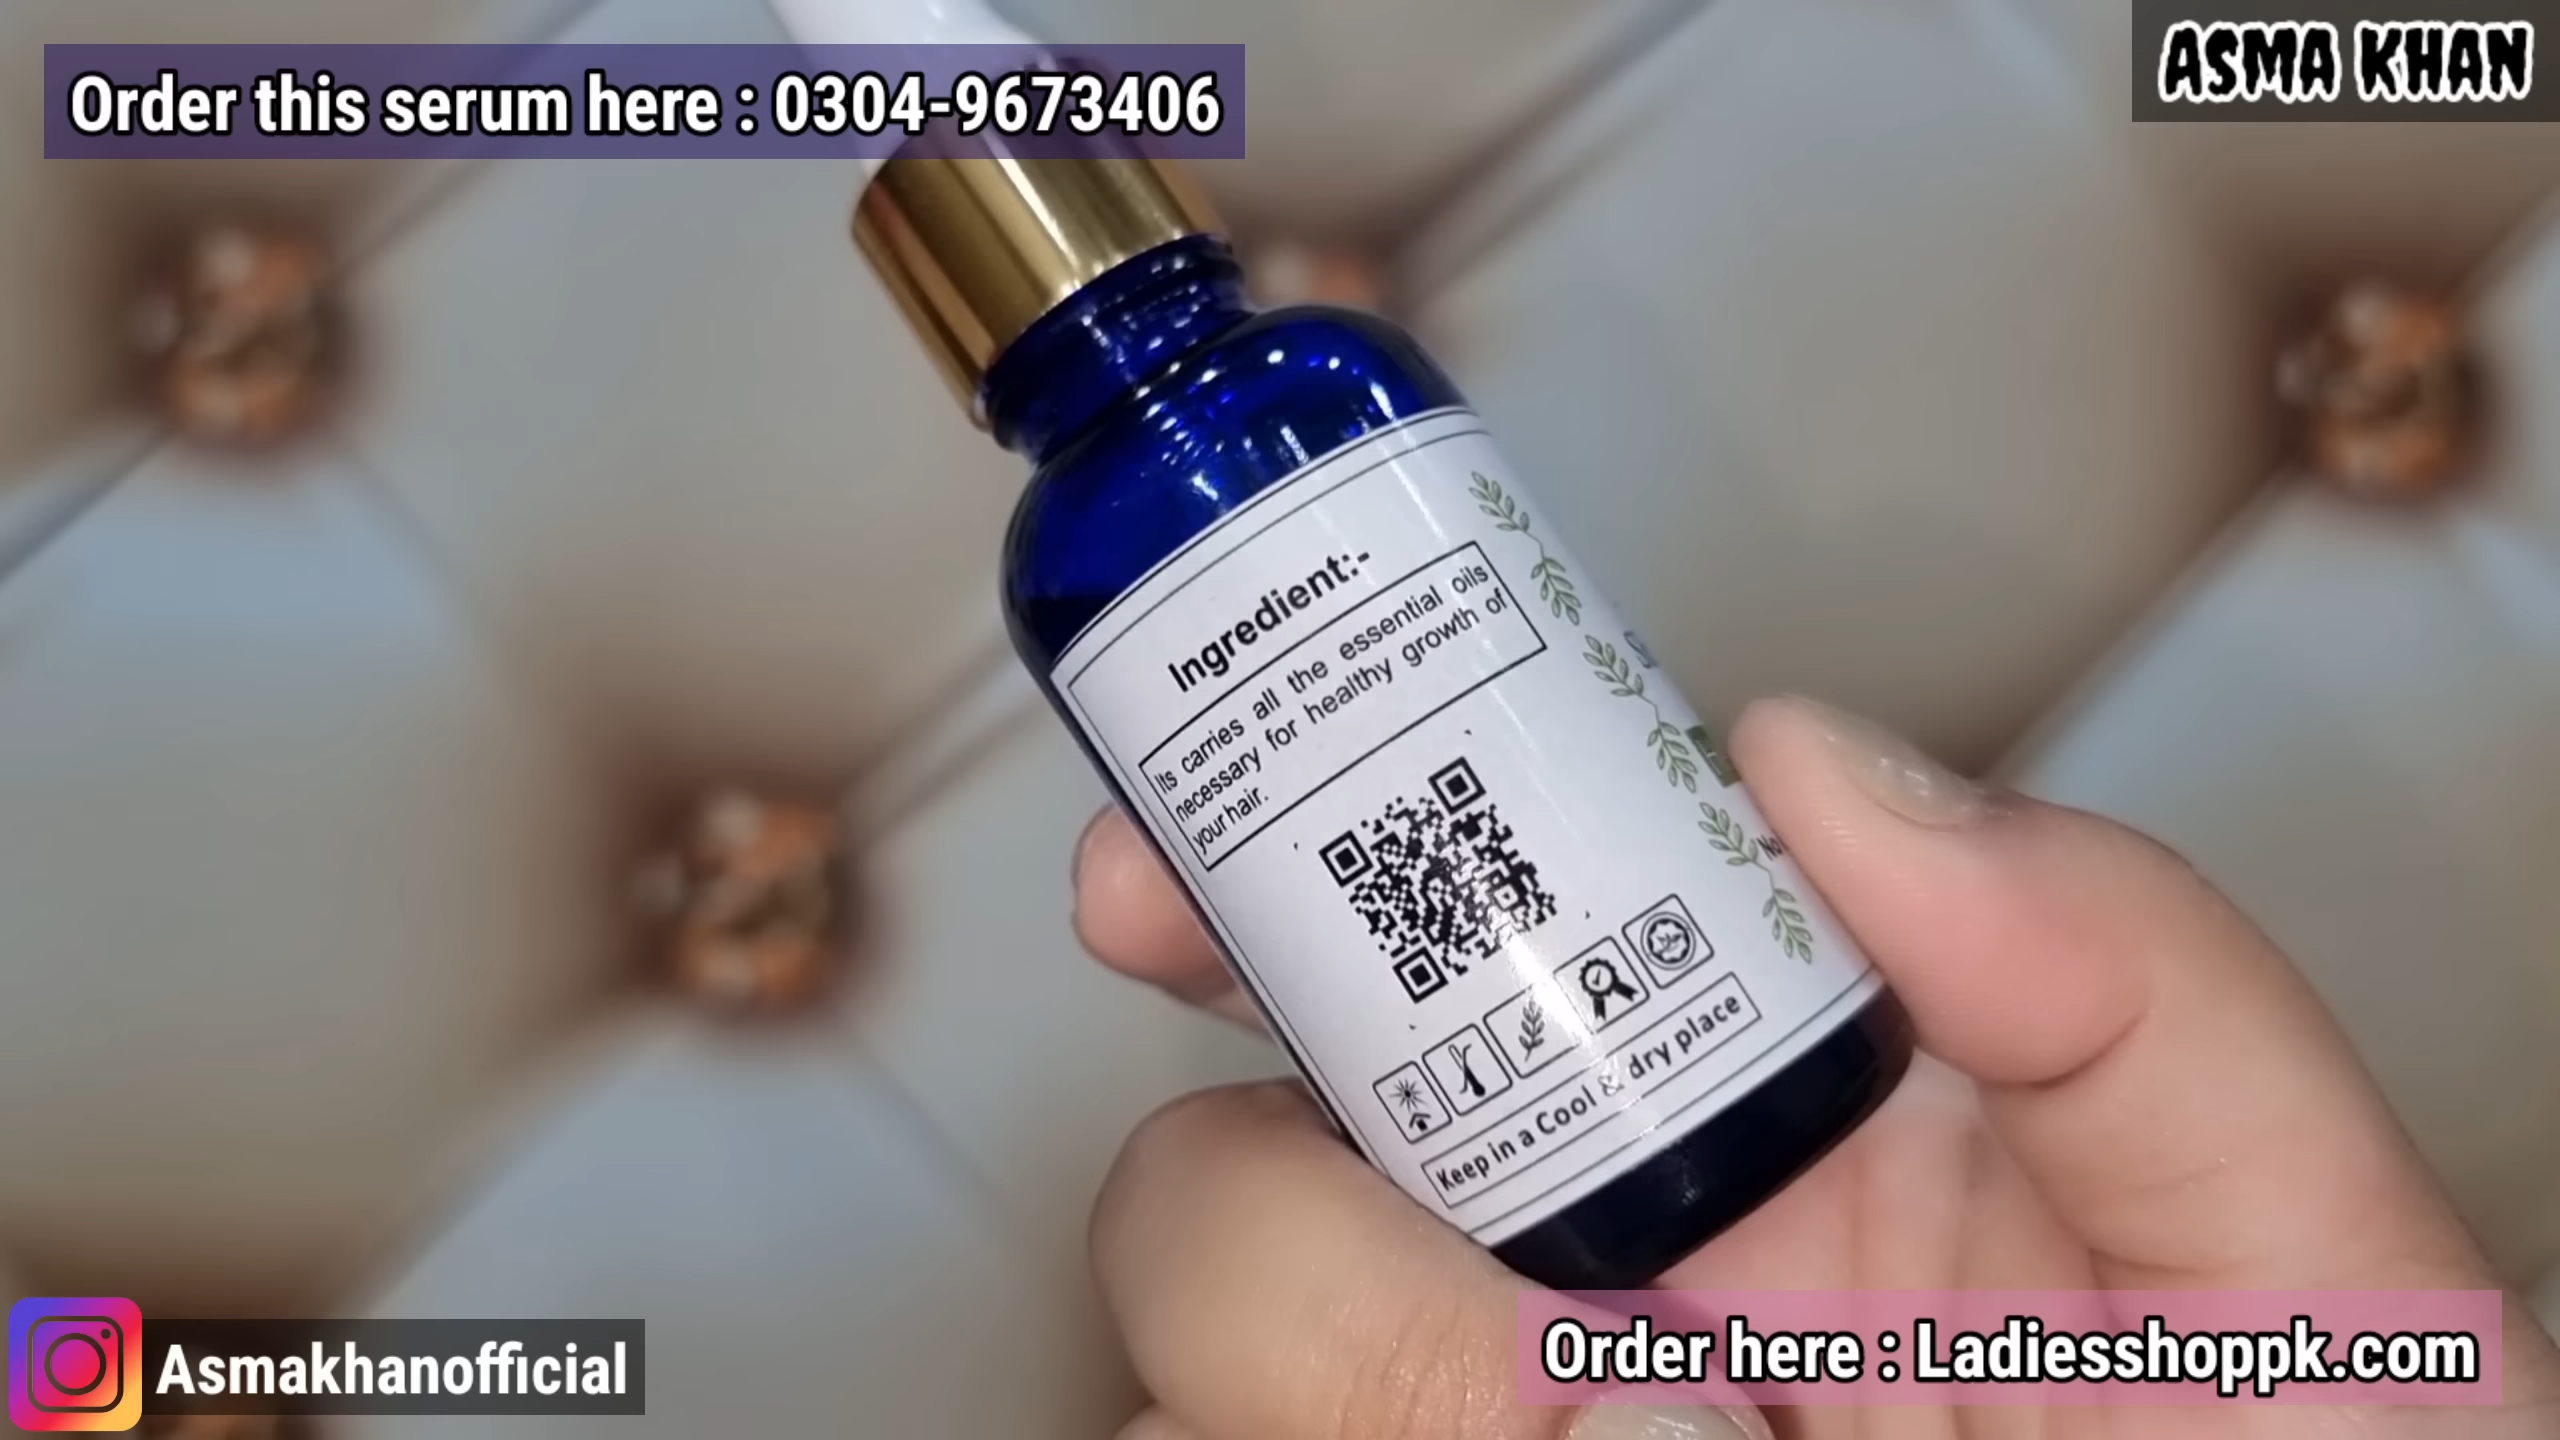 Order this serum here : 0304-9673406
ASMA KHAN
Ingredient:-
Its carries all the essential oils
necessary for healthy growth of
your hair.
Keep in a Cool & dry place
Asmakhanofficial
Order here : Ladiesshoppk.com